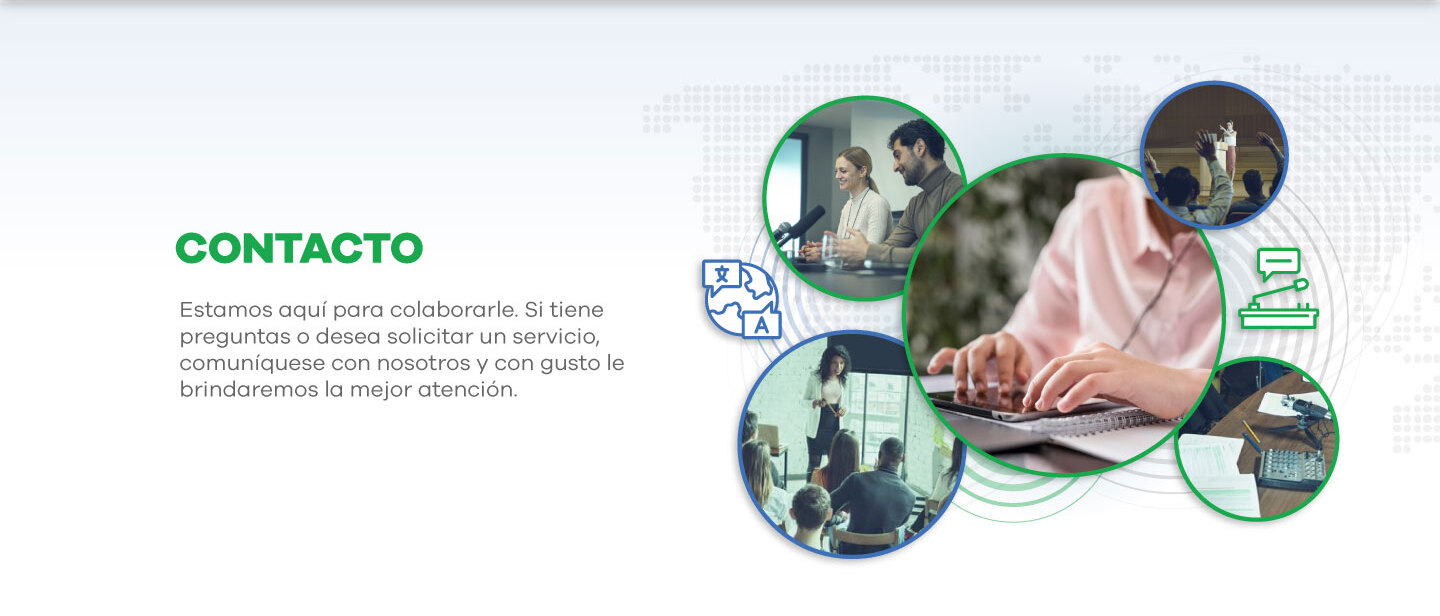 CONTACTO
Estamos aquí para colaborarle. Si tiene
preguntas o desea solicitar un servicio,
comuníquese con nosotros y con gusto le
brindaremos la mejor atención.
文
A